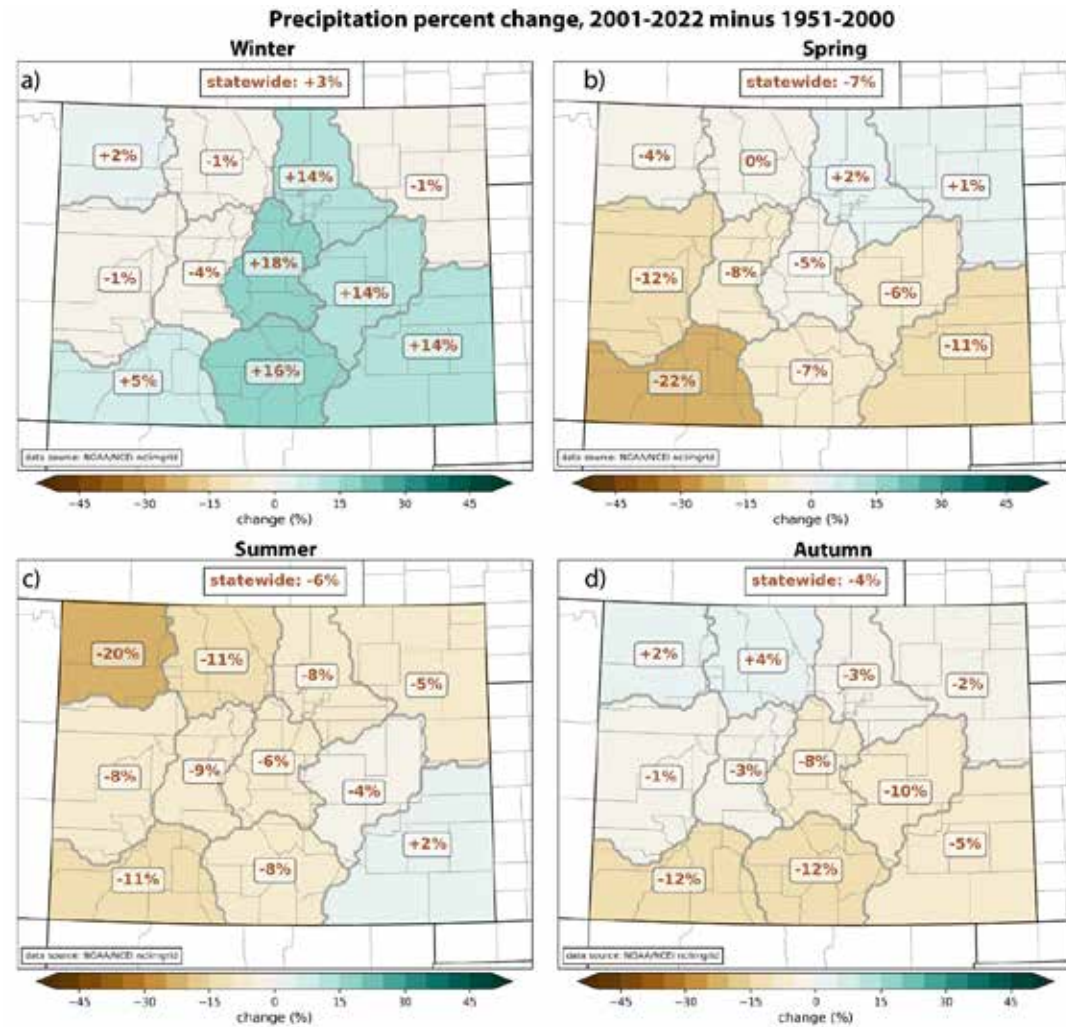 Precipitation percent change, 2001-2022 minus 1951-2000
Winter
a)
statewide: +3%
+2%
-1%
+14%
-1%
-1%
-4%
+18%
+14%
+14%
+5%
+16%
data source: NOAA/NCEI nclimgrid
−45 −30 −15 0 15 30 45
change (%)
Spring
b)
statewide: -7%
-4%
0%
+2%
+1%
-12%
-8%
-5%
-6%
-11%
-22%
-7%
data source: NOAA/NCEI nclimgrid
−45 −30 −15 0 15 30 45
change (%)
Summer
c)
statewide: -6%
-20%
-11%
-8%
-5%
-8%
-9%
-6%
-4%
+2%
-11%
-8%
data source: NOAA/NCEI nclimgrid
−45 −30 −15 0 15 30 45
change (%)
Autumn
d)
statewide: -4%
+2%
+4%
-3%
-2%
-1%
-3%
-8%
-10%
-5%
-12%
-12%
data source: NOAA/NCEI nclimgrid
−45 −30 −15 0 15 30 45
change (%)